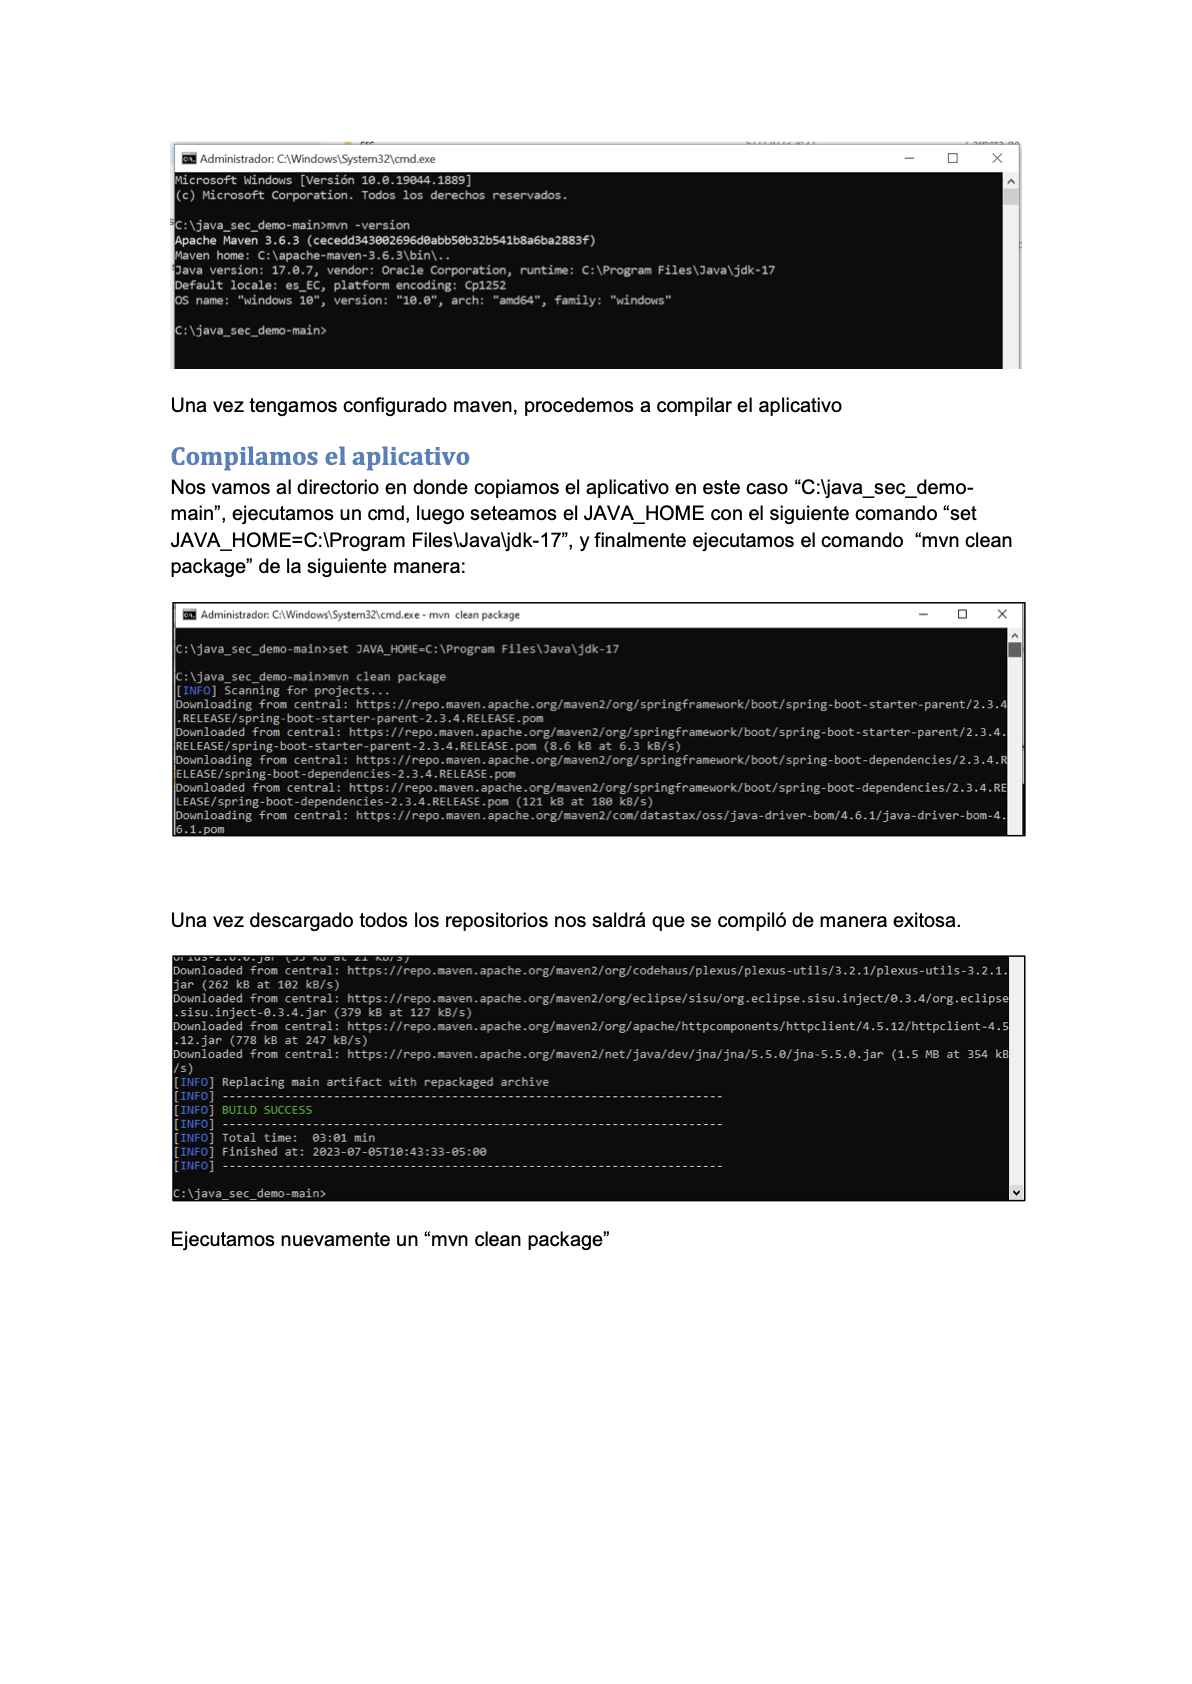 Administrador: C:\Windows\System32\cmd.exe
Microsoft Windows [Versión 10.0.19044.1889]
(c) Microsoft Corporation. Todos los derechos reservados.
C:\java_sec_demo-main>mvn -version
Apache Maven 3.6.3 (cecedd343002696d0abb50b32b541b8a6ba2883f)
Maven home: C:\apache-maven-3.6.3\bin\..
Java version: 17.0.7, vendor: Oracle Corporation, runtime: C:\Program Files\Java\jdk-17
Default locale: es_EC, platform encoding: Cp1252
OS name: "windows 10", version: "10.0", arch: "amd64", family: "windows"
C:\java_sec_demo-main>
Una vez tengamos configurado maven, procedemos a compilar el aplicativo
Compilamos el aplicativo
Nos vamos al directorio en donde copiamos el aplicativo en este caso “C:\java_sec_demo-
main”, ejecutamos un cmd, luego seteamos el JAVA_HOME con el siguiente comando “set
JAVA_HOME=C:\Program Files\Java\jdk-17”, y finalmente ejecutamos el comando “mvn clean
package” de la siguiente manera:
Administrador: C:\Windows\System32\cmd.exe - mvn clean package
C:\java_sec_demo-main>set JAVA_HOME=C:\Program Files\Java\jdk-17
C:\java_sec_demo-main>mvn clean package
[INFO] Scanning for projects...
Downloading from central: https://repo.maven.apache.org/maven2/org/springframework/boot/spring-boot-starter-parent/2.3.4
.RELEASE/spring-boot-starter-parent-2.3.4.RELEASE.pom
Downloaded from central: https://repo.maven.apache.org/maven2/org/springframework/boot/spring-boot-starter-parent/2.3.4.
RELEASE/spring-boot-starter-parent-2.3.4.RELEASE.pom (8.6 kB at 6.3 kB/s)
Downloading from central: https://repo.maven.apache.org/maven2/org/springframework/boot/spring-boot-dependencies/2.3.4.R
ELEASE/spring-boot-dependencies-2.3.4.RELEASE.pom
Downloaded from central: https://repo.maven.apache.org/maven2/org/springframework/boot/spring-boot-dependencies/2.3.4.RE
LEASE/spring-boot-dependencies-2.3.4.RELEASE.pom (121 kB at 180 kB/s)
Downloading from central: https://repo.maven.apache.org/maven2/com/datastax/oss/java-driver-bom/4.6.1/java-driver-bom-4.
6.1.pom
Una vez descargado todos los repositorios nos saldrá que se compiló de manera exitosa.
Downloaded from central: https://repo.maven.apache.org/maven2/org/codehaus/plexus/plexus-utils/3.2.1/plexus-utils-3.2.1.
jar (262 kB at 102 kB/s)
Downloaded from central: https://repo.maven.apache.org/maven2/org/eclipse/sisu/org.eclipse.sisu.inject/0.3.4/org.eclipse
.sisu.inject-0.3.4.jar (379 kB at 127 kB/s)
Downloaded from central: https://repo.maven.apache.org/maven2/org/apache/httpcomponents/httpclient/4.5.12/httpclient-4.5
.12.jar (778 kB at 247 kB/s)
Downloaded from central: https://repo.maven.apache.org/maven2/net/java/dev/jna/jna/5.5.0/jna-5.5.0.jar (1.5 MB at 354 kB
/s)
[INFO] Replacing main artifact with repackaged archive
[INFO] ------------------------------------------------------------------------
[INFO] BUILD SUCCESS
[INFO] ------------------------------------------------------------------------
[INFO] Total time:  03:01 min
[INFO] Finished at: 2023-07-05T10:43:33-05:00
[INFO] ------------------------------------------------------------------------
C:\java_sec_demo-main>
Ejecutamos nuevamente un “mvn clean package”